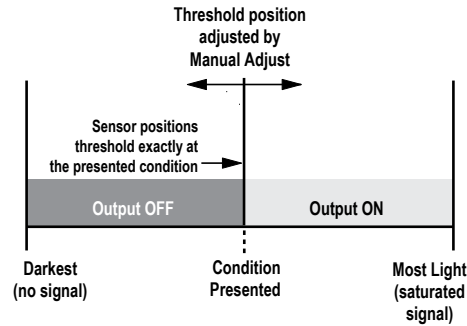 Threshold position
adjusted by
Manual Adjust
Sensor positions
threshold exactly at
the presented condition
Output OFF
Output ON
Darkest
(no signal)
Condition
Presented
Most Light
(saturated
signal)